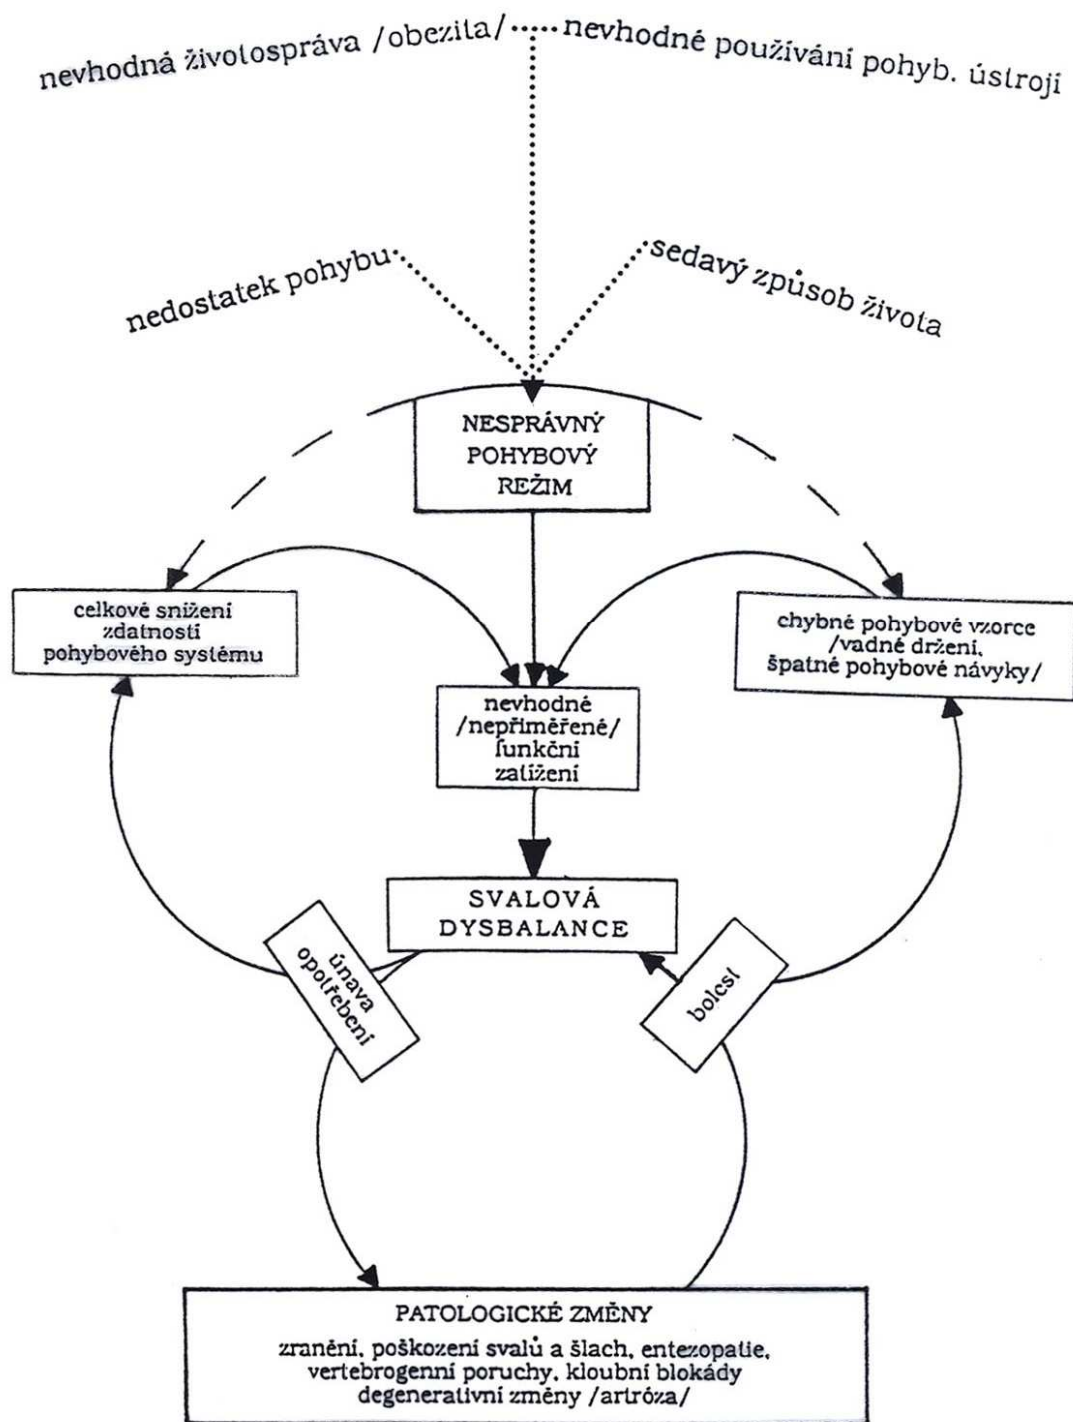 nevhodná životospráva /obezita/
nevhodné používání pohyb. ústrojí
nedostatek pohybu
sedavý způsob života
NESPRÁVNÝ
POHYBOVÝ
REŽIM
celkové snížení
zdatnosti
pohybového systému
chybné pohybové vzorce
/vadné držení,
špatné pohybové návyky/
nevhodné
/nepřiměřené/
funkční
zatížení
SVALOVÁ
DYSBALANCE
únava
opotřebení
bolest
PATOLOGICKÉ ZMĚNY
zranění, poškození svalů a šlach, entezopatie,
vertebrogenní poruchy, kloubní blokády
degenerativní změny /artróza/